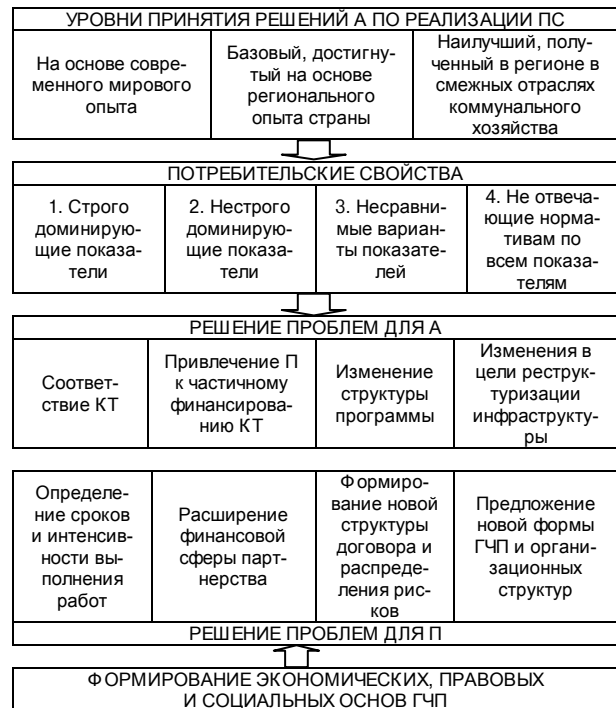 УРОВНИ ПРИНЯТИЯ РЕШЕНИЙ А ПО РЕАЛИЗАЦИИ ПС
На основе совре-
менного мирового
опыта
Базовый, достигну-
тый на основе
регионального
опыта страны
Наилучший, полу-
ченный в регионе в
смежных отраслях
коммунального
хозяйства
ПОТРЕБИТЕЛЬСКИЕ СВОЙСТВА
1. Строго
доминирую-
щие показа-
тели
2. Нестрого
доминирую-
щие показа-
тели
3. Несравни-
мые вариан-
ты показате-
лей
4. Не отвеча-
ющие норма-
тивам по
всем показа-
телям
РЕШЕНИЕ ПРОБЛЕМ ДЛЯ А
Соответ-
ствие КТ
Привлечение П
к частичному
финансирова-
нию КТ
Изменение
структуры
программы
Изменения в
цели реструк-
туризации
инфраструкту-
ры
Определе-
ние сроков
и интенсив-
ности вы-
полнения
работ
Расширение
финансовой
сферы парт-
нерства
Формиро-
вание новой
структуры
договора и
распреде-
ления рис-
ков
Предложение
новой формы
ГЧП и органи-
зационных
структур
РЕШЕНИЕ ПРОБЛЕМ ДЛЯ П
ФОРМИРОВАНИЕ ЭКОНОМИЧЕСКИХ, ПРАВОВЫХ
И СОЦИАЛЬНЫХ ОСНОВ ГЧП